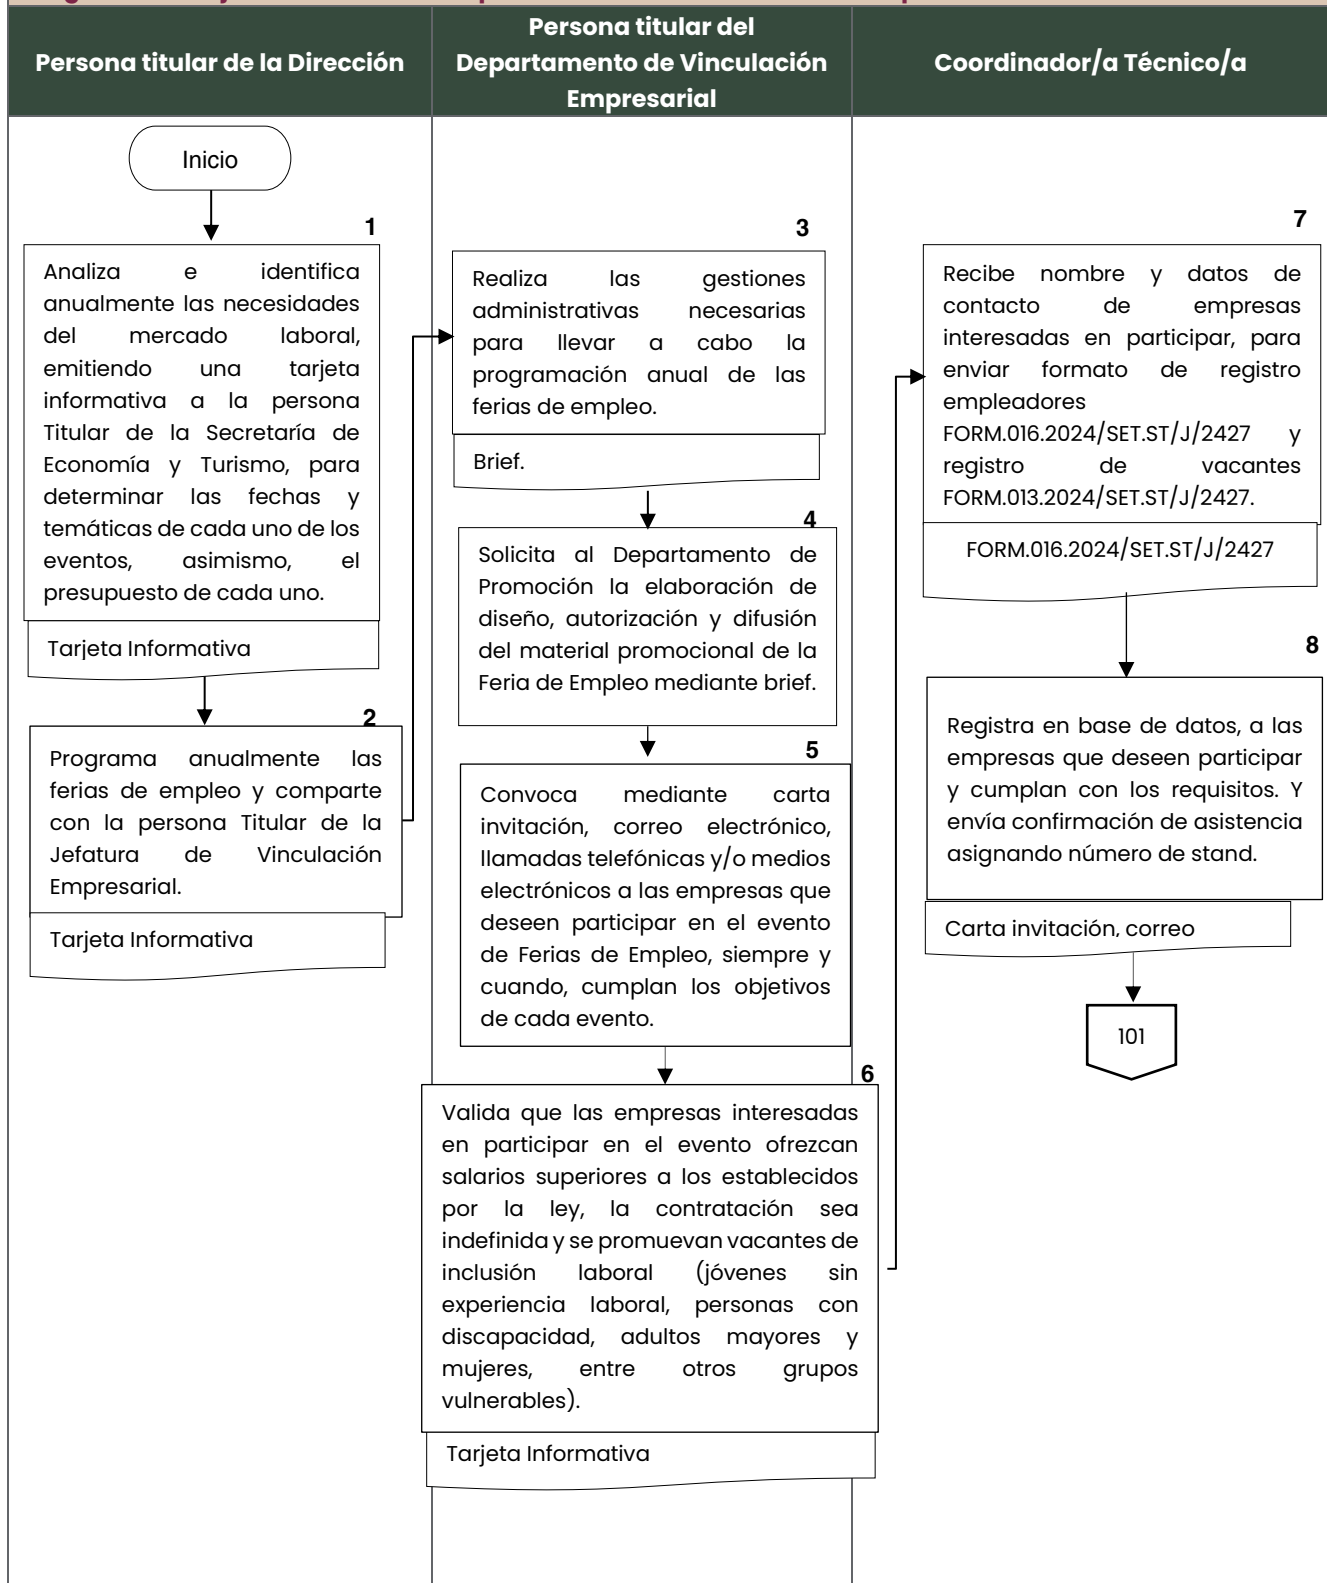 Persona titular de la Dirección
Persona titular del
Departamento de Vinculación
Empresarial
Coordinador/a Técnico/a
Inicio
1
Analiza e identifica
anualmente las necesidades
del mercado laboral,
emitiendo una tarjeta
informativa a la persona
Titular de la Secretaría de
Economía y Turismo, para
determinar las fechas y
temáticas de cada uno de los
eventos, asimismo, el
presupuesto de cada uno.
Tarjeta Informativa
2
Programa anualmente las
ferias de empleo y comparte
con la persona Titular de la
Jefatura de Vinculación
Empresarial.
Tarjeta Informativa
3
Realiza las gestiones
administrativas necesarias
para llevar a cabo la
programación anual de las
ferias de empleo.
Brief.
4
Solicita al Departamento de
Promoción la elaboración de
diseño, autorización y difusión
del material promocional de la
Feria de Empleo mediante brief.
5
Convoca mediante carta
invitación, correo electrónico,
llamadas telefónicas y/o medios
electrónicos a las empresas que
deseen participar en el evento
de Ferias de Empleo, siempre y
cuando, cumplan los objetivos
de cada evento.
6
Valida que las empresas interesadas
en participar en el evento ofrezcan
salarios superiores a los establecidos
por la ley, la contratación sea
indefinida y se promuevan vacantes de
inclusión laboral (jóvenes sin
experiencia laboral, personas con
discapacidad, adultos mayores y
mujeres, entre otros grupos
vulnerables).
Tarjeta Informativa
7
Recibe nombre y datos de
contacto de empresas
interesadas en participar, para
enviar formato de registro
empleadores
FORM.016.2024/SET.ST/J/2427 y
registro de vacantes
FORM.013.2024/SET.ST/J/2427.
FORM.016.2024/SET.ST/J/2427
8
Registra en base de datos, a las
empresas que deseen participar
y cumplan con los requisitos. Y
envía confirmación de asistencia
asignando número de stand.
Carta invitación, correo
101